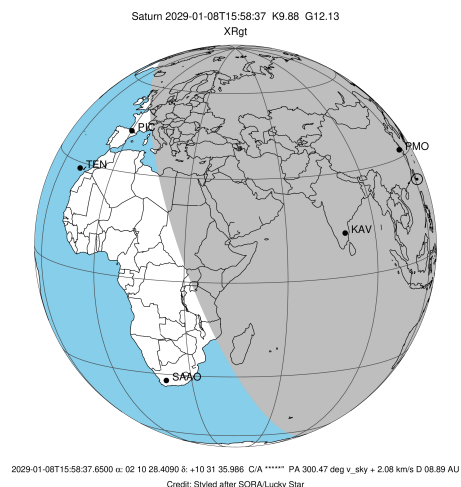 Saturn 2029-01-08T15:58:37 K9.88 G12.13
XRgt
PIC
PMO
TEN
KAV
SAAO
2029-01-08T15:58:37.6500 α: 02 10 28.4090 δ: +10 31 35.986 C/A *****" PA 300.47 deg v_sky + 2.08 km/s D 08.89 AU
Credit: Styled after SORA/Lucky Star